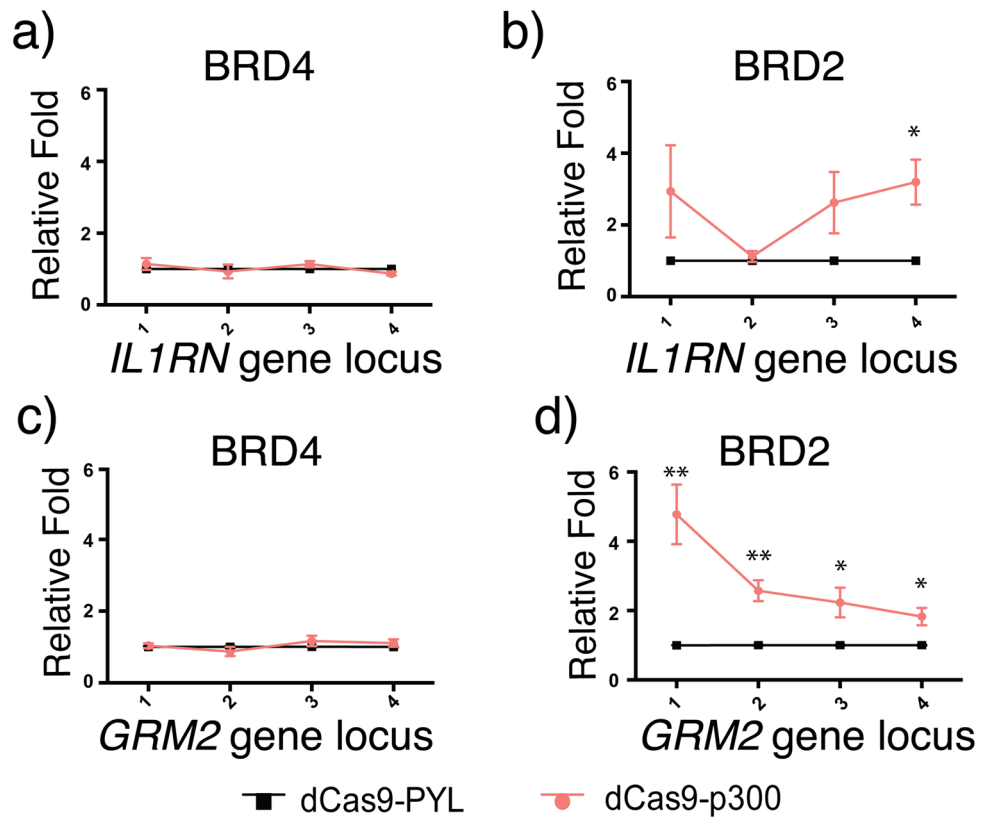 a)
BRD4
Relative Fold
6
4
2
0
1 2 3 4
IL1RN gene locus
b)
BRD2
*
Relative Fold
6
4
2
0
1 2 3 4
IL1RN gene locus
c)
BRD4
Relative Fold
6
4
2
0
1 2 3 4
GRM2 gene locus
d)
BRD2
** ** * *
Relative Fold
6
4
2
0
1 2 3 4
GRM2 gene locus
dCas9-PYL dCas9-p300